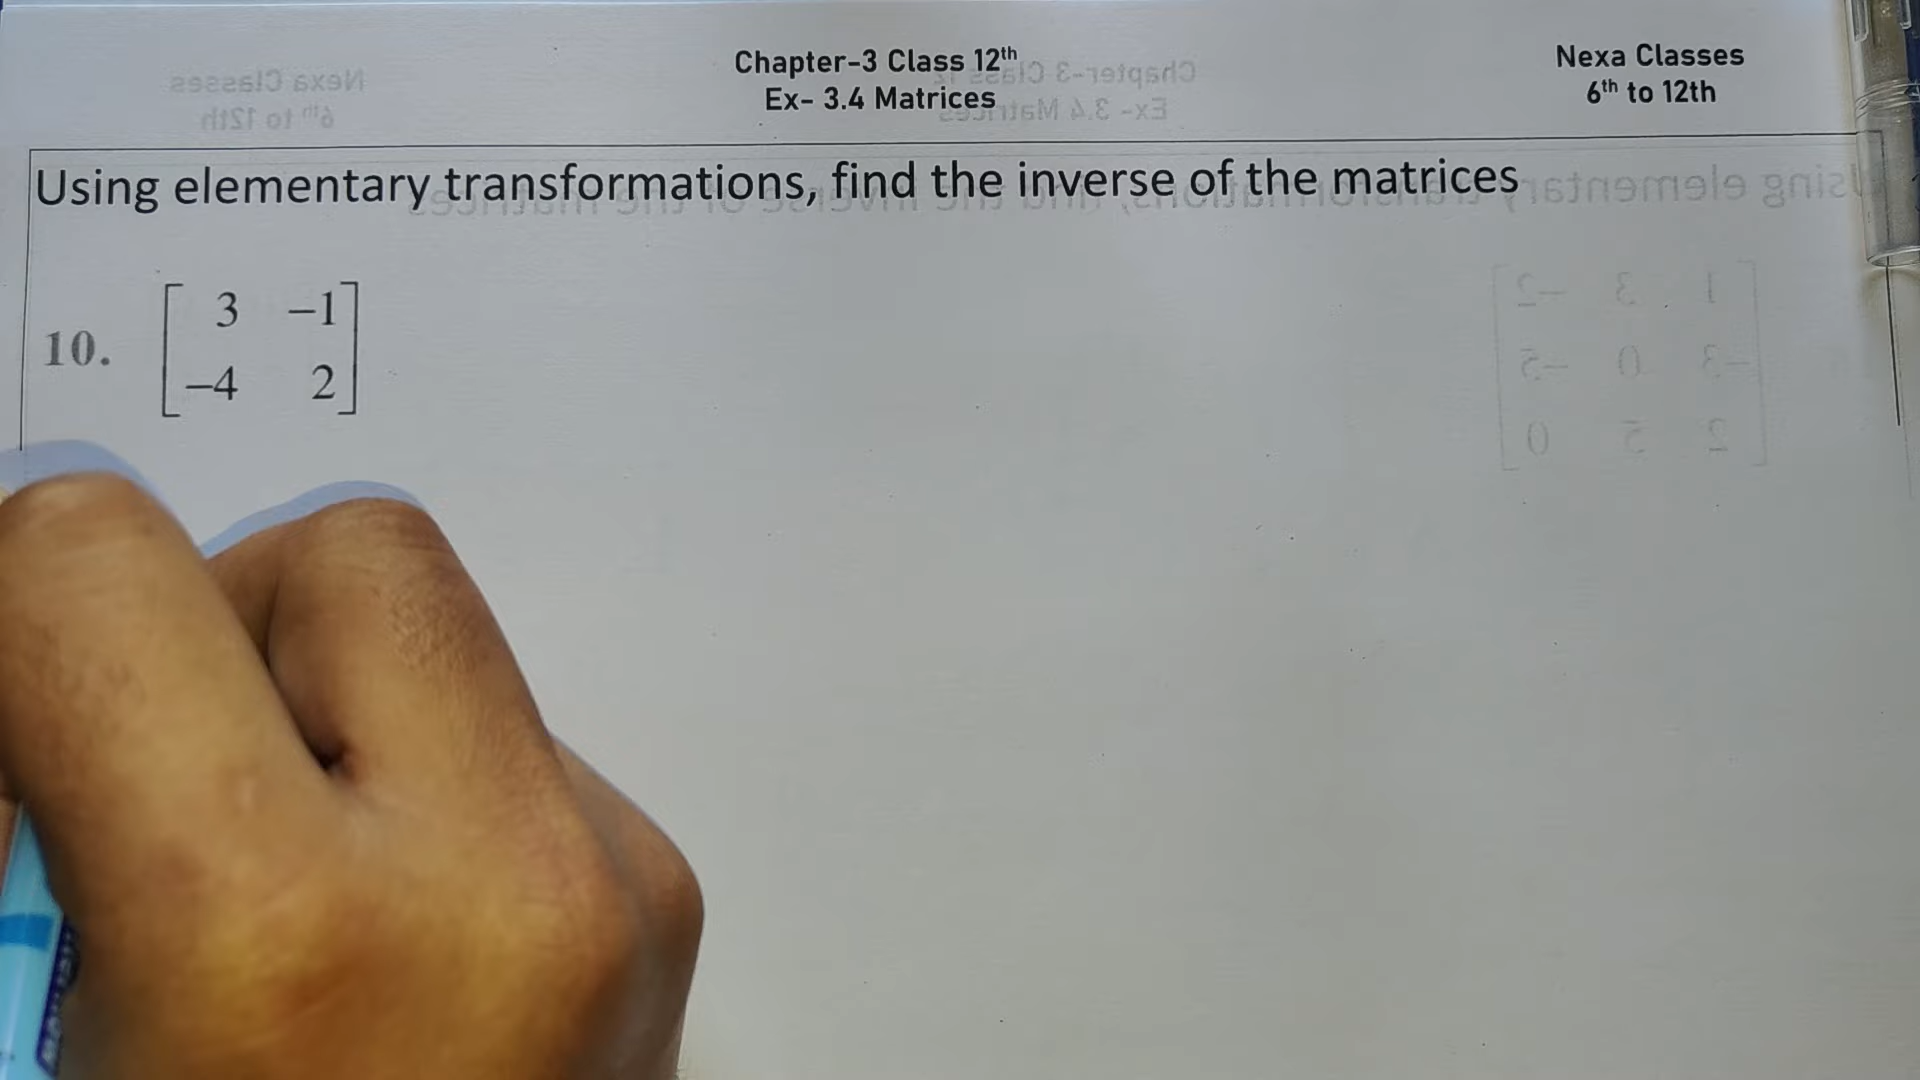 Chapter-3 Class 12th
Ex- 3.4 Matrices
Nexa Classes
6th to 12th
Using elementary transformations, find the inverse of the matrices
10. [ 3 –1
–4 2 ]